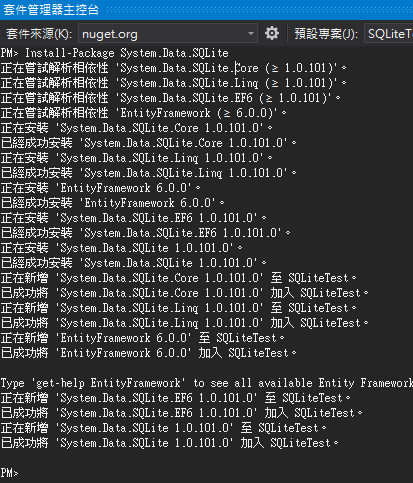 套件管理器主控台
套件來源(K): nuget.org 預設專案(J): SQLiteT
PM> Install-Package System.Data.SQLite
正在嘗試解析相依性 'System.Data.SQLite.Core (≥ 1.0.101)'。
正在嘗試解析相依性 'System.Data.SQLite.Linq (≥ 1.0.101)'。
正在嘗試解析相依性 'System.Data.SQLite.EF6 (≥ 1.0.101)'。
正在嘗試解析相依性 'EntityFramework (≥ 6.0.0)'。
正在安裝 'System.Data.SQLite.Core 1.0.101.0'。
已經成功安裝 'System.Data.SQLite.Core 1.0.101.0'。
正在安裝 'System.Data.SQLite.Linq 1.0.101.0'。
已經成功安裝 'System.Data.SQLite.Linq 1.0.101.0'。
正在安裝 'EntityFramework 6.0.0'。
已經成功安裝 'EntityFramework 6.0.0'。
正在安裝 'System.Data.SQLite.EF6 1.0.101.0'。
已經成功安裝 'System.Data.SQLite.EF6 1.0.101.0'。
正在安裝 'System.Data.SQLite 1.0.101.0'。
已經成功安裝 'System.Data.SQLite 1.0.101.0'。
正在新增 'System.Data.SQLite.Core 1.0.101.0' 至 SQLiteTest。
已成功將 'System.Data.SQLite.Core 1.0.101.0' 加入 SQLiteTest。
正在新增 'System.Data.SQLite.Linq 1.0.101.0' 至 SQLiteTest。
已成功將 'System.Data.SQLite.Linq 1.0.101.0' 加入 SQLiteTest。
正在新增 'EntityFramework 6.0.0' 至 SQLiteTest。
已成功將 'EntityFramework 6.0.0' 加入 SQLiteTest。
Type 'get-help EntityFramework' to see all available Entity Framework
正在新增 'System.Data.SQLite.EF6 1.0.101.0' 至 SQLiteTest。
已成功將 'System.Data.SQLite.EF6 1.0.101.0' 加入 SQLiteTest。
正在新增 'System.Data.SQLite 1.0.101.0' 至 SQLiteTest。
已成功將 'System.Data.SQLite 1.0.101.0' 加入 SQLiteTest。
PM>